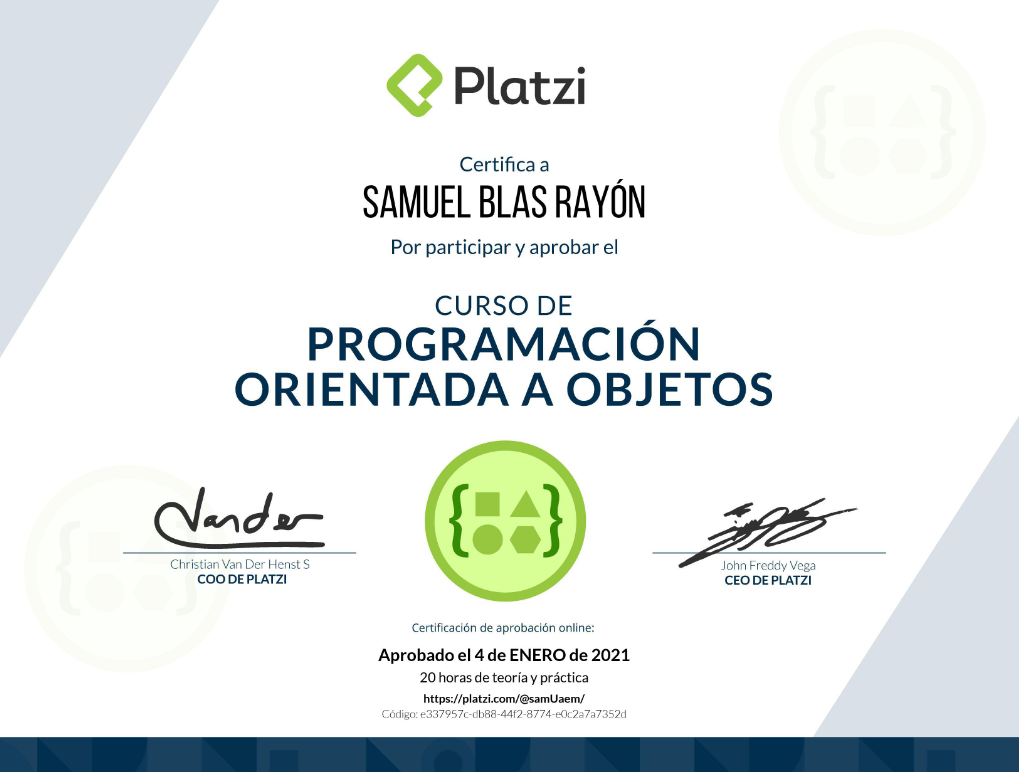 Platzi
Certifica a
SAMUEL BLAS RAYÓN
Por participar y aprobar el
CURSO DE
PROGRAMACIÓN
ORIENTADA A OBJETOS
Vander
Christian Van Der Henst S
COO DE PLATZI
John Freddy Vega
CEO DE PLATZI
Certificación de aprobación online:
Aprobado el 4 de ENERO de 2021
20 horas de teoría y práctica
https://platzi.com/@samUaem/
Código: e337957c-db88-44f2-8774-e0c2a7a7352d